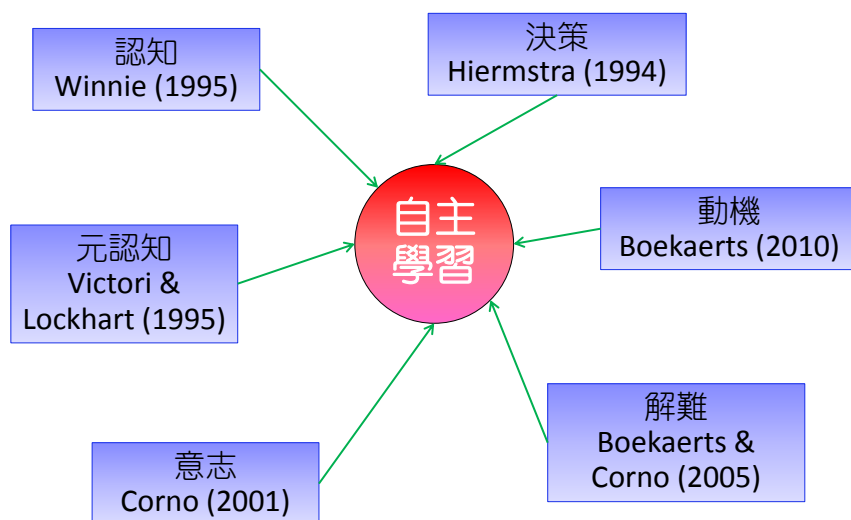 認知
Winnie (1995)
決策
Hiermstra (1994)
自主
學習
動機
Boekaerts (2010)
元認知
Victori &
Lockhart (1995)
解難
Boekaerts &
Corno (2005)
意志
Corno (2001)